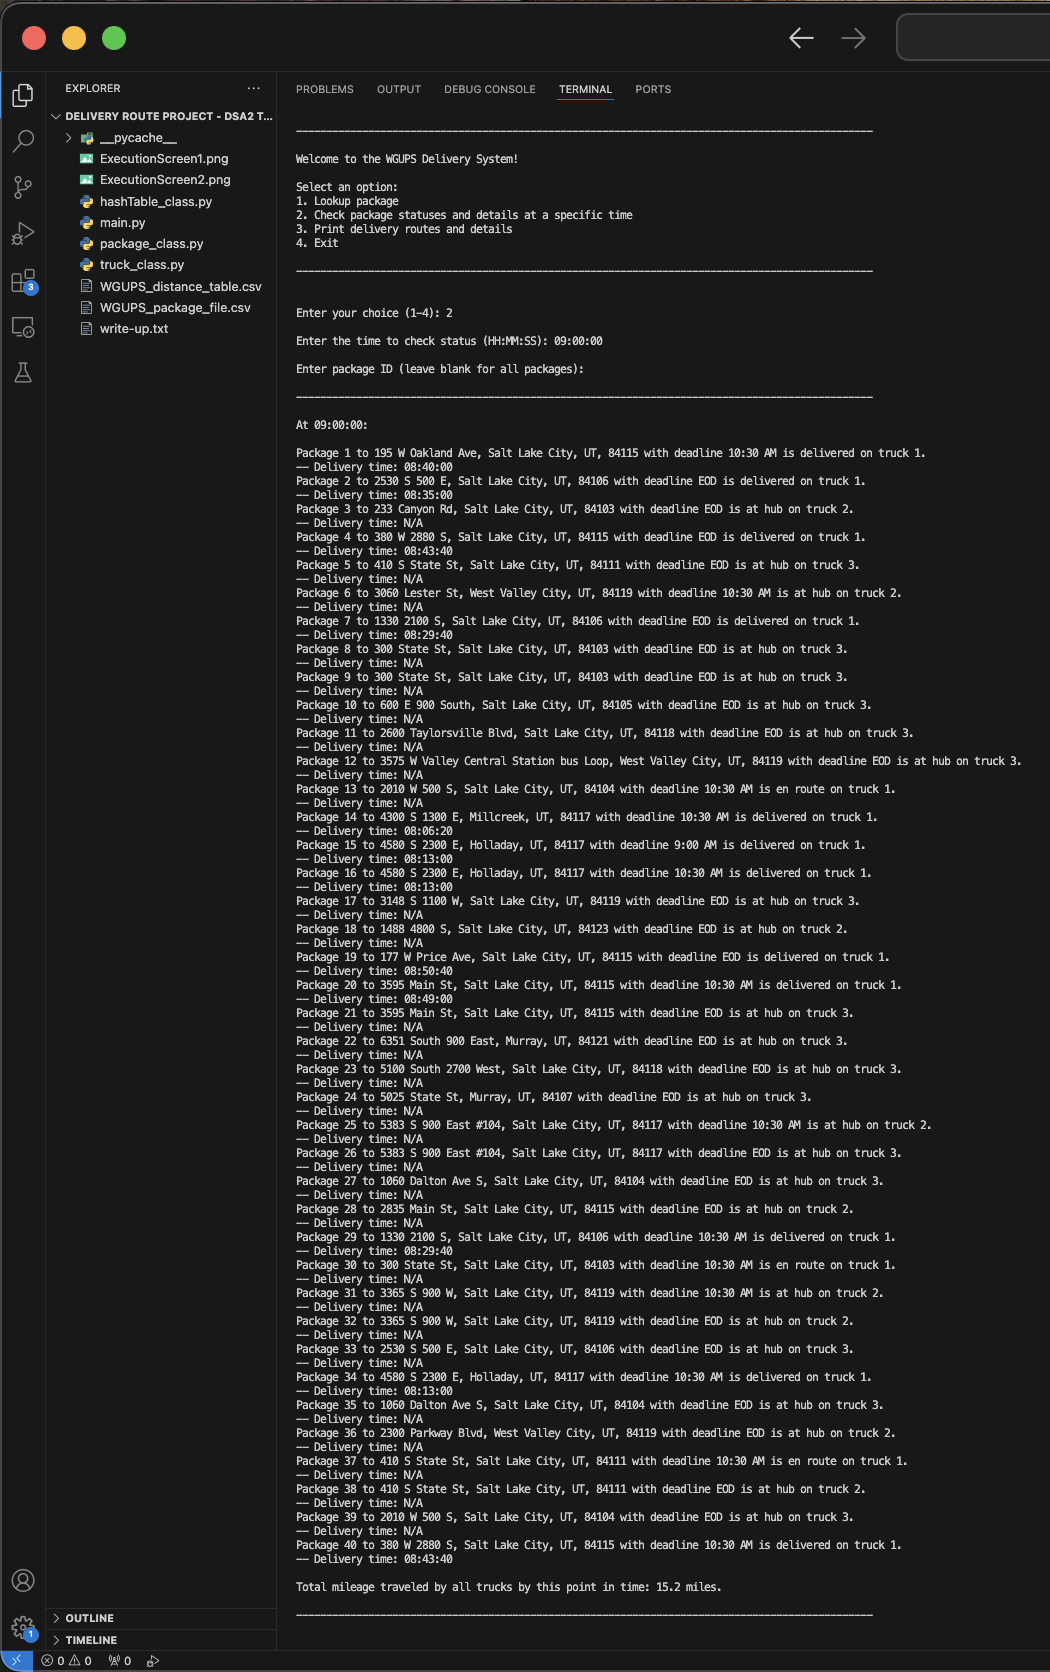 EXPLORER
...
DELIVERY ROUTE PROJECT - DSA2 T...
__pycache__
ExecutionScreen1.png
ExecutionScreen2.png
hashTable_class.py
main.py
package_class.py
truck_class.py
WGUPS_distance_table.csv
WGUPS_package_file.csv
write-up.txt
3
1
OUTLINE
TIMELINE
0 0 0
PROBLEMS OUTPUT DEBUG CONSOLE TERMINAL PORTS
Welcome to the WGUPS Delivery System!
Select an option:
1. Lookup package
2. Check package statuses and details at a specific time
3. Print delivery routes and details
4. Exit
Enter your choice (1-4): 2
Enter the time to check status (HH:MM:SS): 09:00:00
Enter package ID (leave blank for all packages):
At 09:00:00:
Package 1 to 195 W Oakland Ave, Salt Lake City, UT, 84115 with deadline 10:30 AM is delivered on truck 1.
-- Delivery time: 08:40:00
Package 2 to 2530 S 500 E, Salt Lake City, UT, 84106 with deadline EOD is delivered on truck 1.
-- Delivery time: 08:35:00
Package 3 to 233 Canyon Rd, Salt Lake City, UT, 84103 with deadline EOD is at hub on truck 2.
-- Delivery time: N/A
Package 4 to 380 W 2880 S, Salt Lake City, UT, 84115 with deadline EOD is delivered on truck 1.
-- Delivery time: 08:43:40
Package 5 to 410 S State St, Salt Lake City, UT, 84111 with deadline EOD is at hub on truck 3.
-- Delivery time: N/A
Package 6 to 3060 Lester St, West Valley City, UT, 84119 with deadline 10:30 AM is at hub on truck 2.
-- Delivery time: N/A
Package 7 to 1330 2100 S, Salt Lake City, UT, 84106 with deadline EOD is delivered on truck 1.
-- Delivery time: 08:29:40
Package 8 to 300 State St, Salt Lake City, UT, 84103 with deadline EOD is at hub on truck 3.
-- Delivery time: N/A
Package 9 to 300 State St, Salt Lake City, UT, 84103 with deadline EOD is at hub on truck 3.
-- Delivery time: N/A
Package 10 to 600 E 900 South, Salt Lake City, UT, 84105 with deadline EOD is at hub on truck 3.
-- Delivery time: N/A
Package 11 to 2600 Taylorsville Blvd, Salt Lake City, UT, 84118 with deadline EOD is at hub on truck 3.
-- Delivery time: N/A
Package 12 to 3575 W Valley Central Station bus Loop, West Valley City, UT, 84119 with deadline EOD is at hub on truck 3.
-- Delivery time: N/A
Package 13 to 2010 W 500 S, Salt Lake City, UT, 84104 with deadline 10:30 AM is en route on truck 1.
-- Delivery time: N/A
Package 14 to 4300 S 1300 E, Millcreek, UT, 84117 with deadline 10:30 AM is delivered on truck 1.
-- Delivery time: 08:06:20
Package 15 to 4580 S 2300 E, Holladay, UT, 84117 with deadline 9:00 AM is delivered on truck 1.
-- Delivery time: 08:13:00
Package 16 to 4580 S 2300 E, Holladay, UT, 84117 with deadline 10:30 AM is delivered on truck 1.
-- Delivery time: 08:13:00
Package 17 to 3148 S 1100 W, Salt Lake City, UT, 84119 with deadline EOD is at hub on truck 3.
-- Delivery time: N/A
Package 18 to 1488 4800 S, Salt Lake City, UT, 84123 with deadline EOD is at hub on truck 2.
-- Delivery time: N/A
Package 19 to 177 W Price Ave, Salt Lake City, UT, 84115 with deadline EOD is delivered on truck 1.
-- Delivery time: 08:50:40
Package 20 to 3595 Main St, Salt Lake City, UT, 84115 with deadline 10:30 AM is delivered on truck 1.
-- Delivery time: 08:49:00
Package 21 to 3595 Main St, Salt Lake City, UT, 84115 with deadline EOD is at hub on truck 3.
-- Delivery time: N/A
Package 22 to 6351 South 900 East, Murray, UT, 84121 with deadline EOD is at hub on truck 3.
-- Delivery time: N/A
Package 23 to 5100 South 2700 West, Salt Lake City, UT, 84118 with deadline EOD is at hub on truck 3.
-- Delivery time: N/A
Package 24 to 5025 State St, Murray, UT, 84107 with deadline EOD is at hub on truck 3.
-- Delivery time: N/A
Package 25 to 5383 S 900 East #104, Salt Lake City, UT, 84117 with deadline 10:30 AM is at hub on truck 2.
-- Delivery time: N/A
Package 26 to 5383 S 900 East #104, Salt Lake City, UT, 84117 with deadline EOD is at hub on truck 3.
-- Delivery time: N/A
Package 27 to 1060 Dalton Ave S, Salt Lake City, UT, 84104 with deadline EOD is at hub on truck 3.
-- Delivery time: N/A
Package 28 to 2835 Main St, Salt Lake City, UT, 84115 with deadline EOD is at hub on truck 2.
-- Delivery time: N/A
Package 29 to 1330 2100 S, Salt Lake City, UT, 84106 with deadline 10:30 AM is delivered on truck 1.
-- Delivery time: 08:29:40
Package 30 to 300 State St, Salt Lake City, UT, 84103 with deadline 10:30 AM is en route on truck 1.
-- Delivery time: N/A
Package 31 to 3365 S 900 W, Salt Lake City, UT, 84119 with deadline 10:30 AM is at hub on truck 2.
-- Delivery time: N/A
Package 32 to 3365 S 900 W, Salt Lake City, UT, 84119 with deadline EOD is at hub on truck 2.
-- Delivery time: N/A
Package 33 to 2530 S 500 E, Salt Lake City, UT, 84106 with deadline EOD is at hub on truck 3.
-- Delivery time: N/A
Package 34 to 4580 S 2300 E, Holladay, UT, 84117 with deadline 10:30 AM is delivered on truck 1.
-- Delivery time: 08:13:00
Package 35 to 1060 Dalton Ave S, Salt Lake City, UT, 84104 with deadline EOD is at hub on truck 3.
-- Delivery time: N/A
Package 36 to 2300 Parkway Blvd, West Valley City, UT, 84119 with deadline EOD is at hub on truck 2.
-- Delivery time: N/A
Package 37 to 410 S State St, Salt Lake City, UT, 84111 with deadline 10:30 AM is en route on truck 1.
-- Delivery time: N/A
Package 38 to 410 S State St, Salt Lake City, UT, 84111 with deadline EOD is at hub on truck 2.
-- Delivery time: N/A
Package 39 to 2010 W 500 S, Salt Lake City, UT, 84104 with deadline EOD is at hub on truck 3.
-- Delivery time: N/A
Package 40 to 380 W 2880 S, Salt Lake City, UT, 84115 with deadline 10:30 AM is delivered on truck 1.
-- Delivery time: 08:43:40
Total mileage traveled by all trucks by this point in time: 15.2 miles.